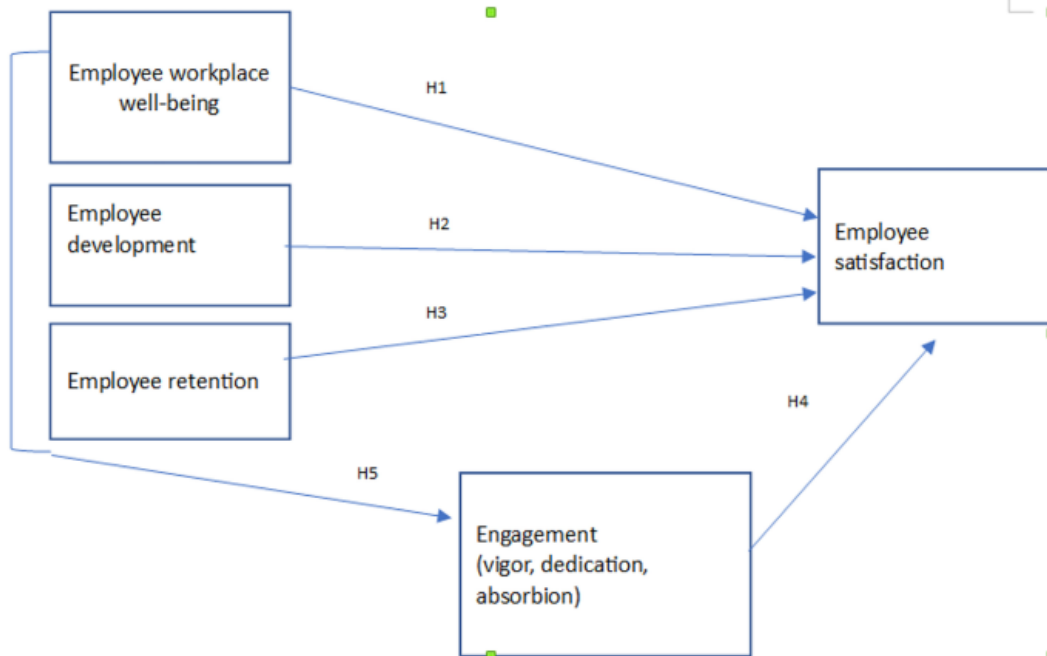 Employee workplace
well-being
H1
Employee
development
H2
Employee
satisfaction
H3
Employee retention
H4
H5
Engagement
(vigor, dedication,
absorbion)